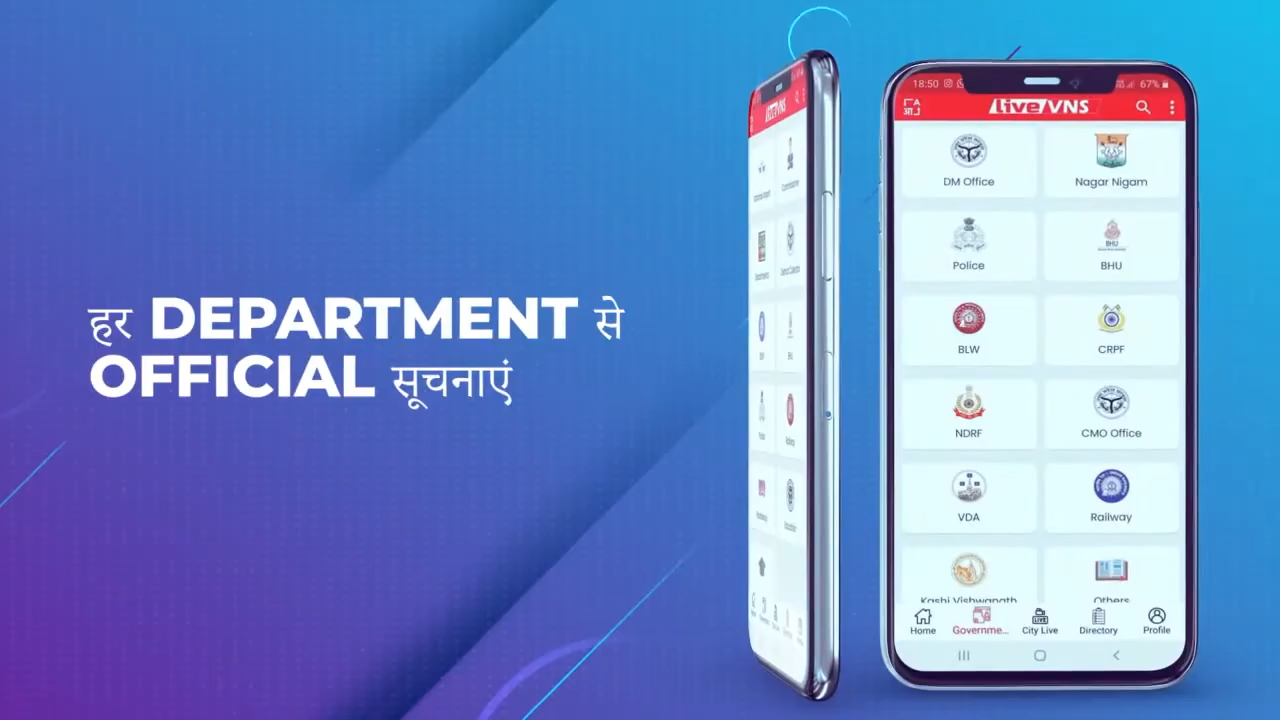 हर DEPARTMENT से
OFFICIAL सूचनाएं
18:50
67%
Live VNS
DM Office
Nagar Nigam
Police
BHU
BLW
CRPF
NDRF
CMO Office
VDA
Railway
Kashi Vishwanath
Others
Home
Governme...
City Live
Directory
Profile